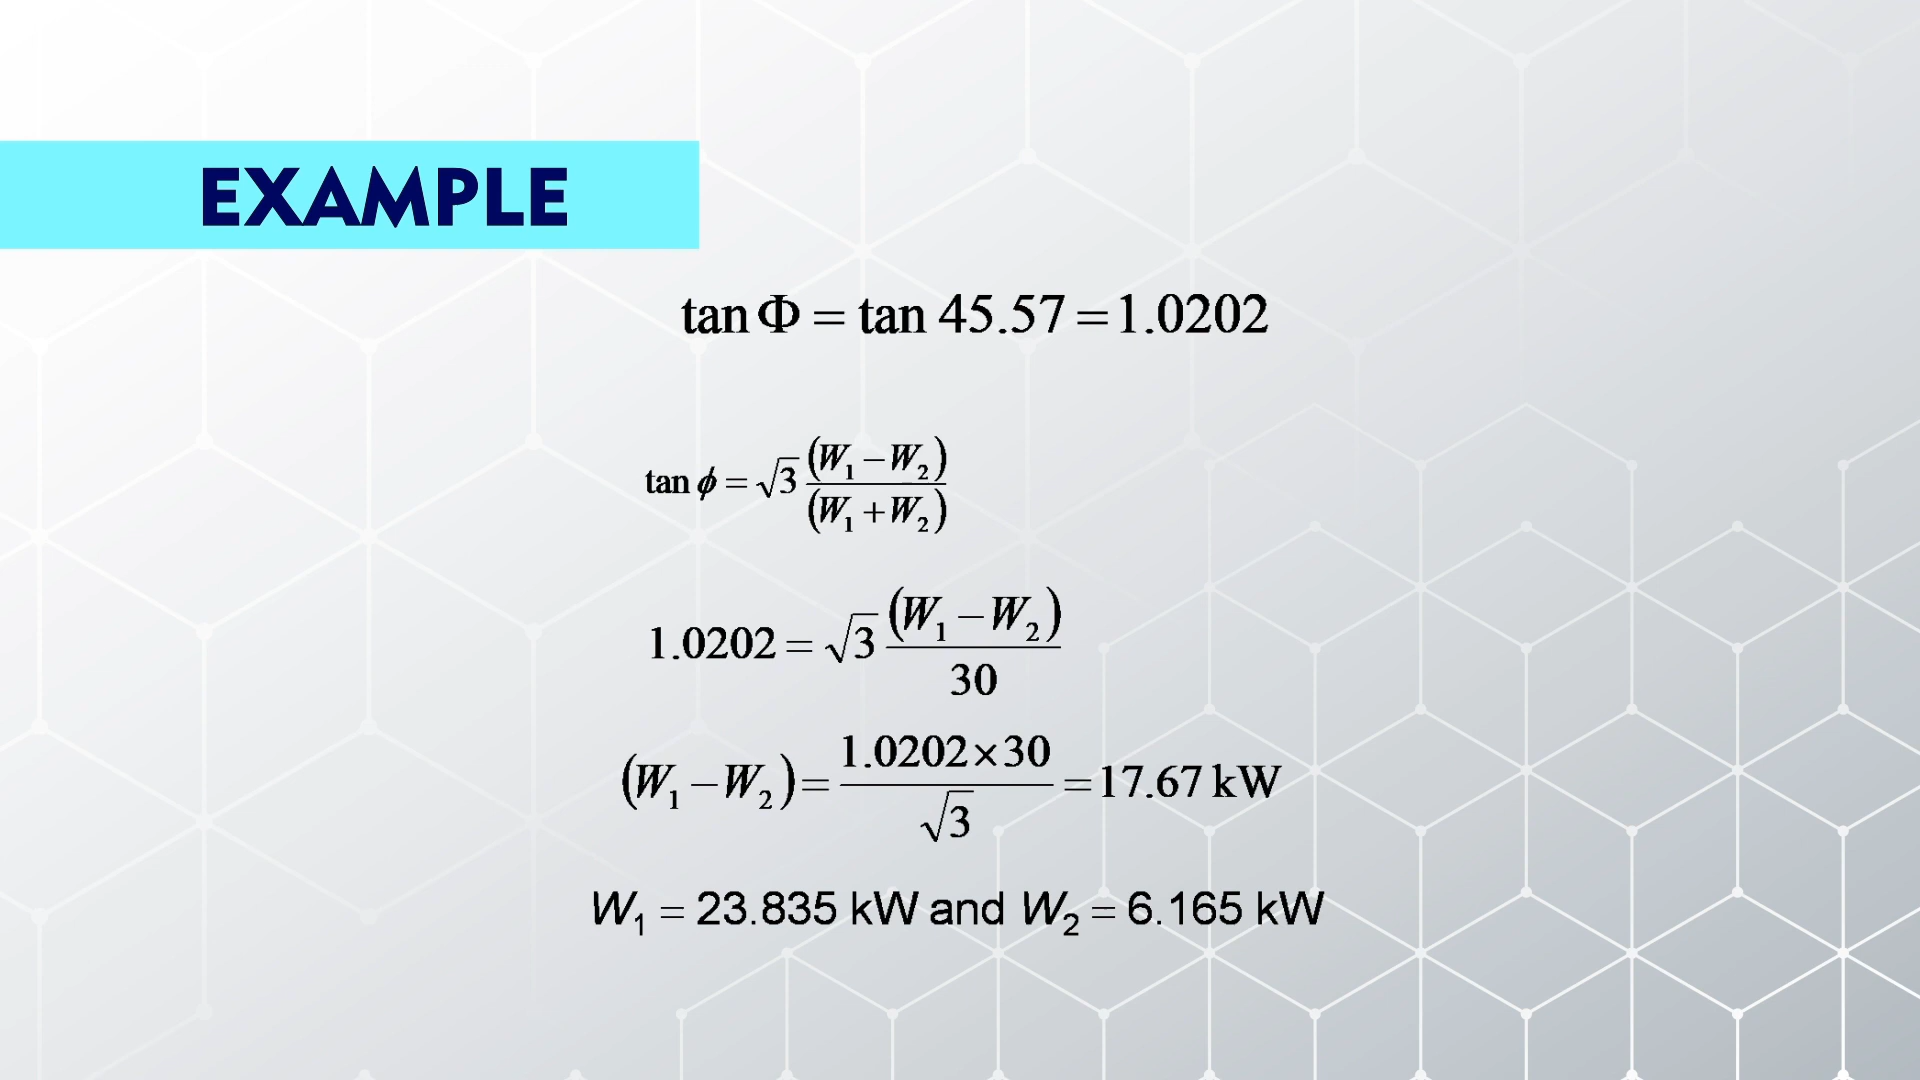 EXAMPLE
tan Φ = tan 45.57 = 1.0202
tan ϕ = √3 (W₁ − W₂) / (W₁ + W₂)
1.0202 = √3 (W₁ − W₂) / 30
(W₁ − W₂) = 1.0202 × 30 / √3 = 17.67 kW
W₁ = 23.835 kW and W₂ = 6.165 kW